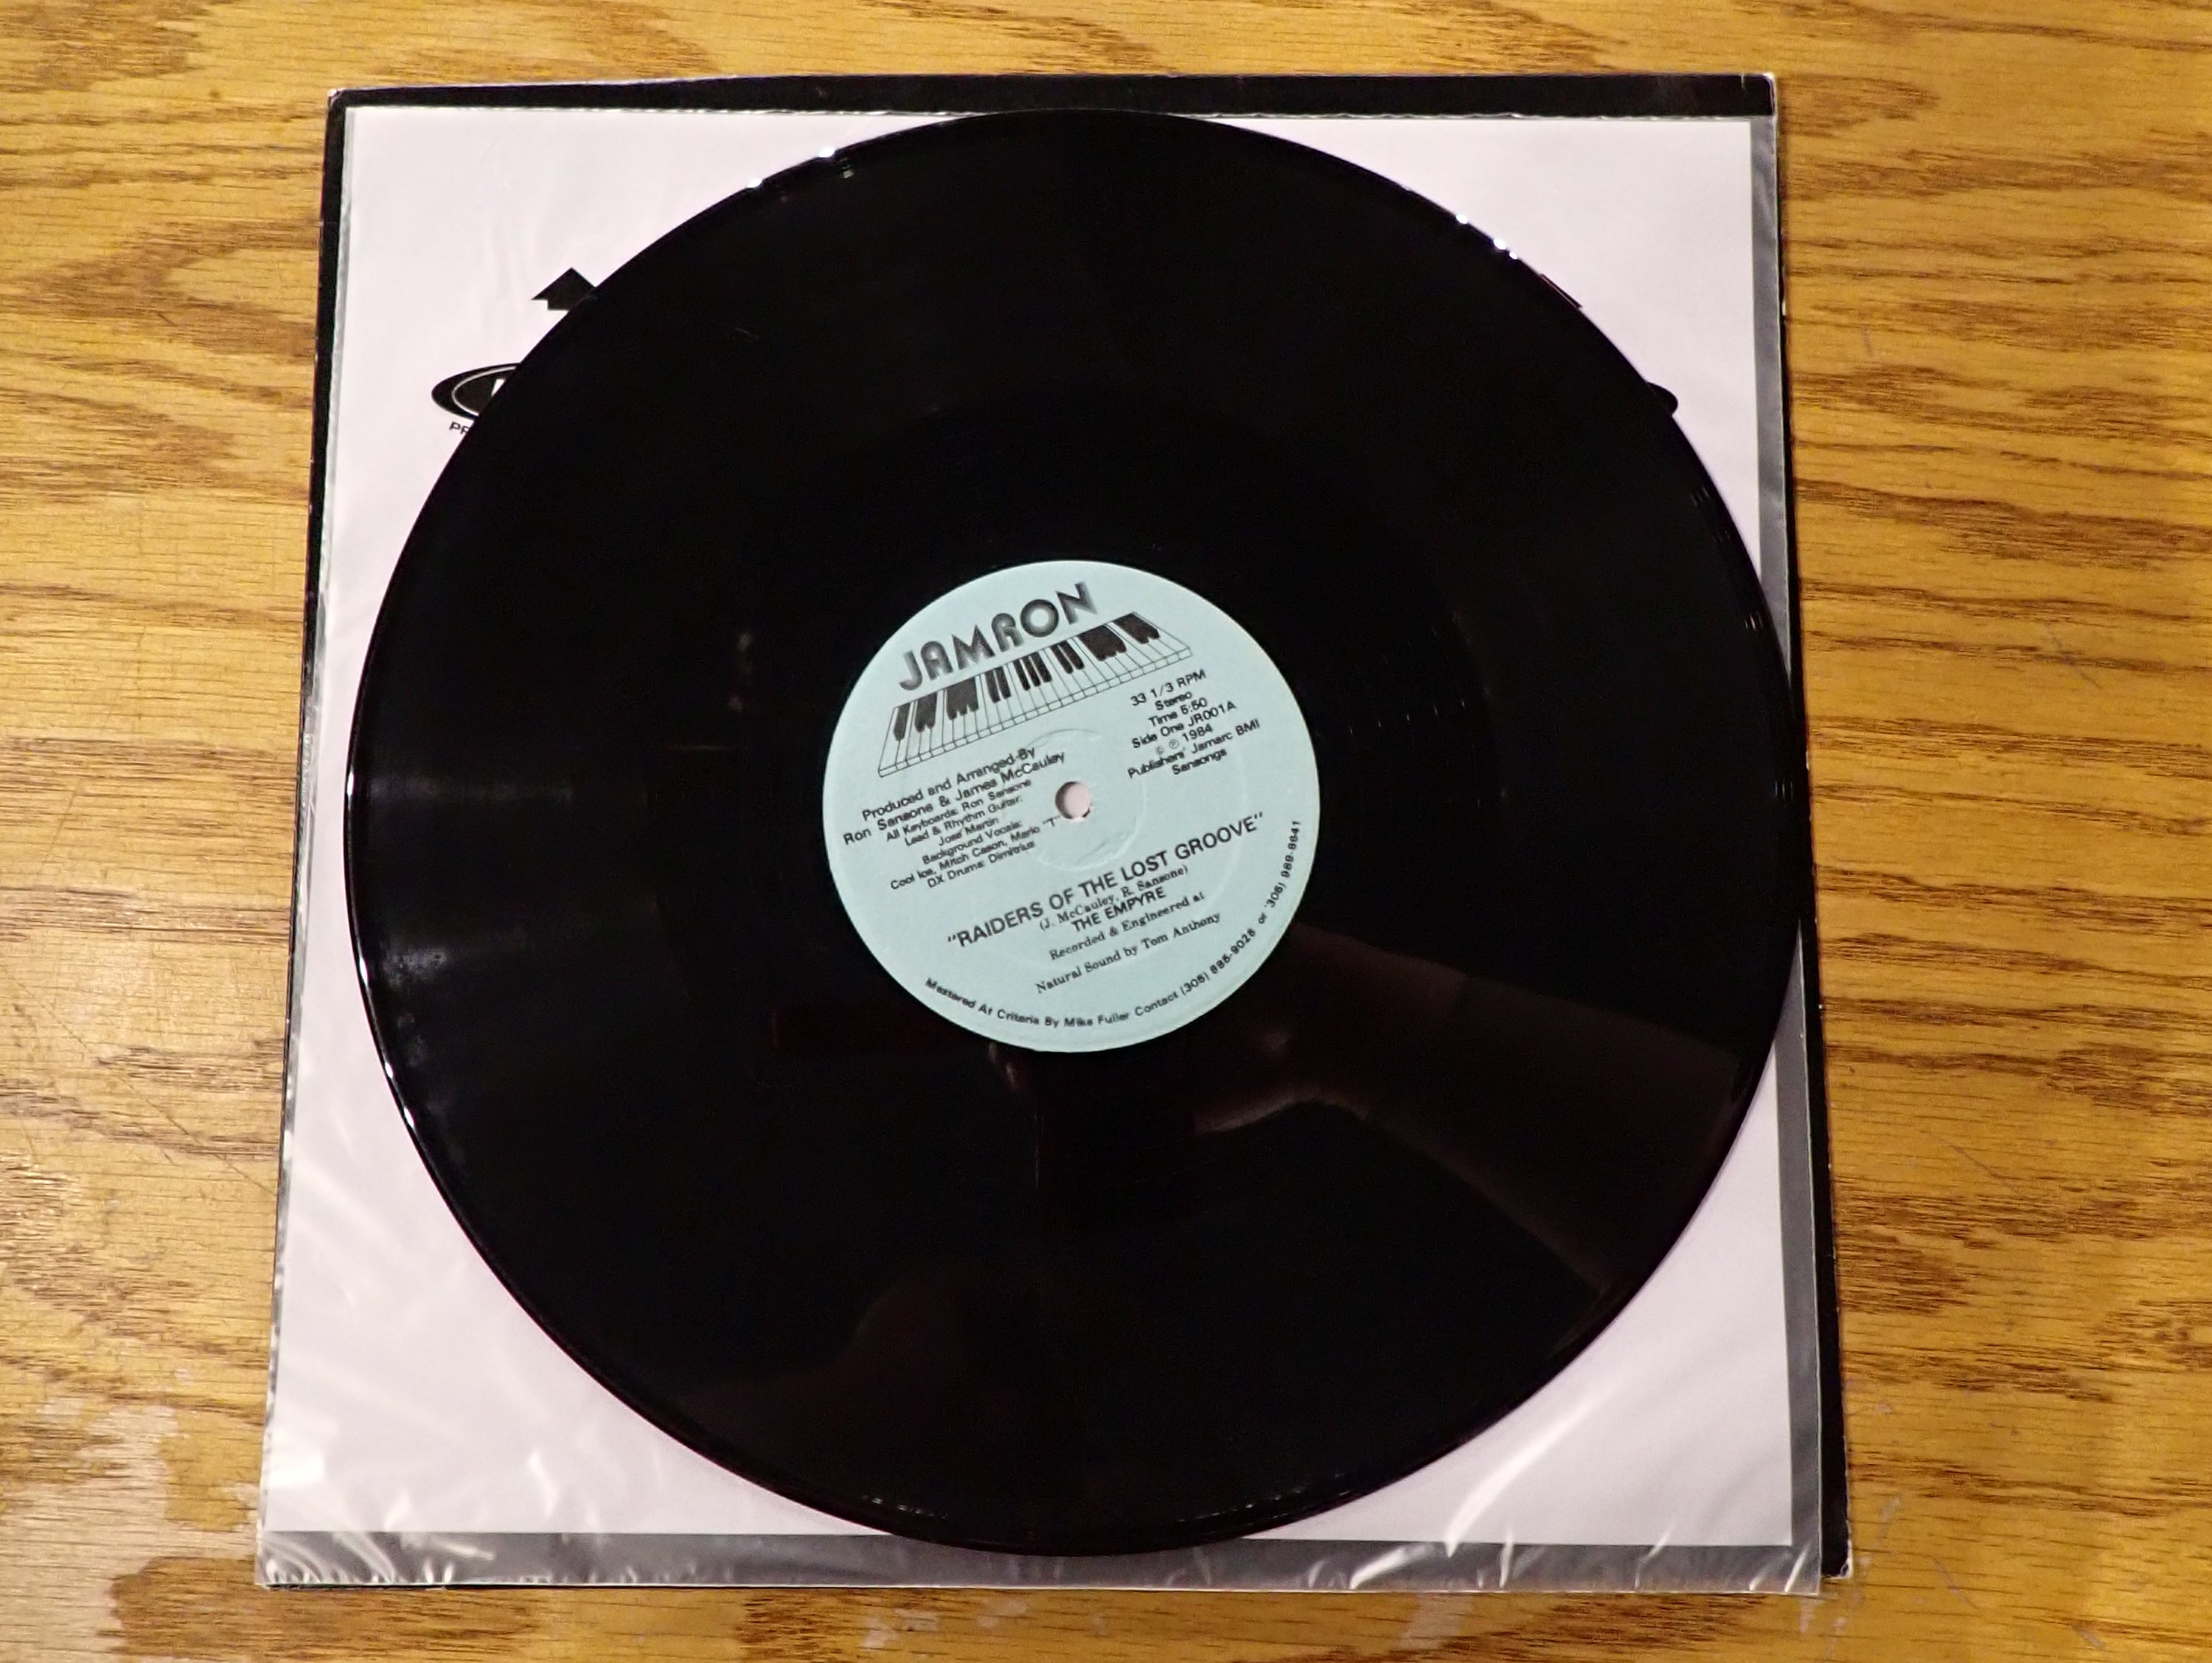 JAMRON
33 1/3 RPM
Stereo
Time 5:50
Side One JR001A
© ℗ 1984
Publishers' Jamarc BMI
Sansongs
Produced and Arranged By
Ron Sansone & James McCauley
All Keyboards: Ron Sansone
Lead & Rhythm Guitar:
Jose Martin
Background Vocals:
Cool Ice, Mitch Cason, Mario "T"
DX Drums: Dimitrius
"RAIDERS OF THE LOST GROOVE"
(J. McCauley, R. Sansone)
THE EMPYRE
Recorded & Engineered at
Natural Sound by Tom Anthony
Mastered At Criteria By Mike Fuller Contact (305) 685-9028 or (305) 989-8641